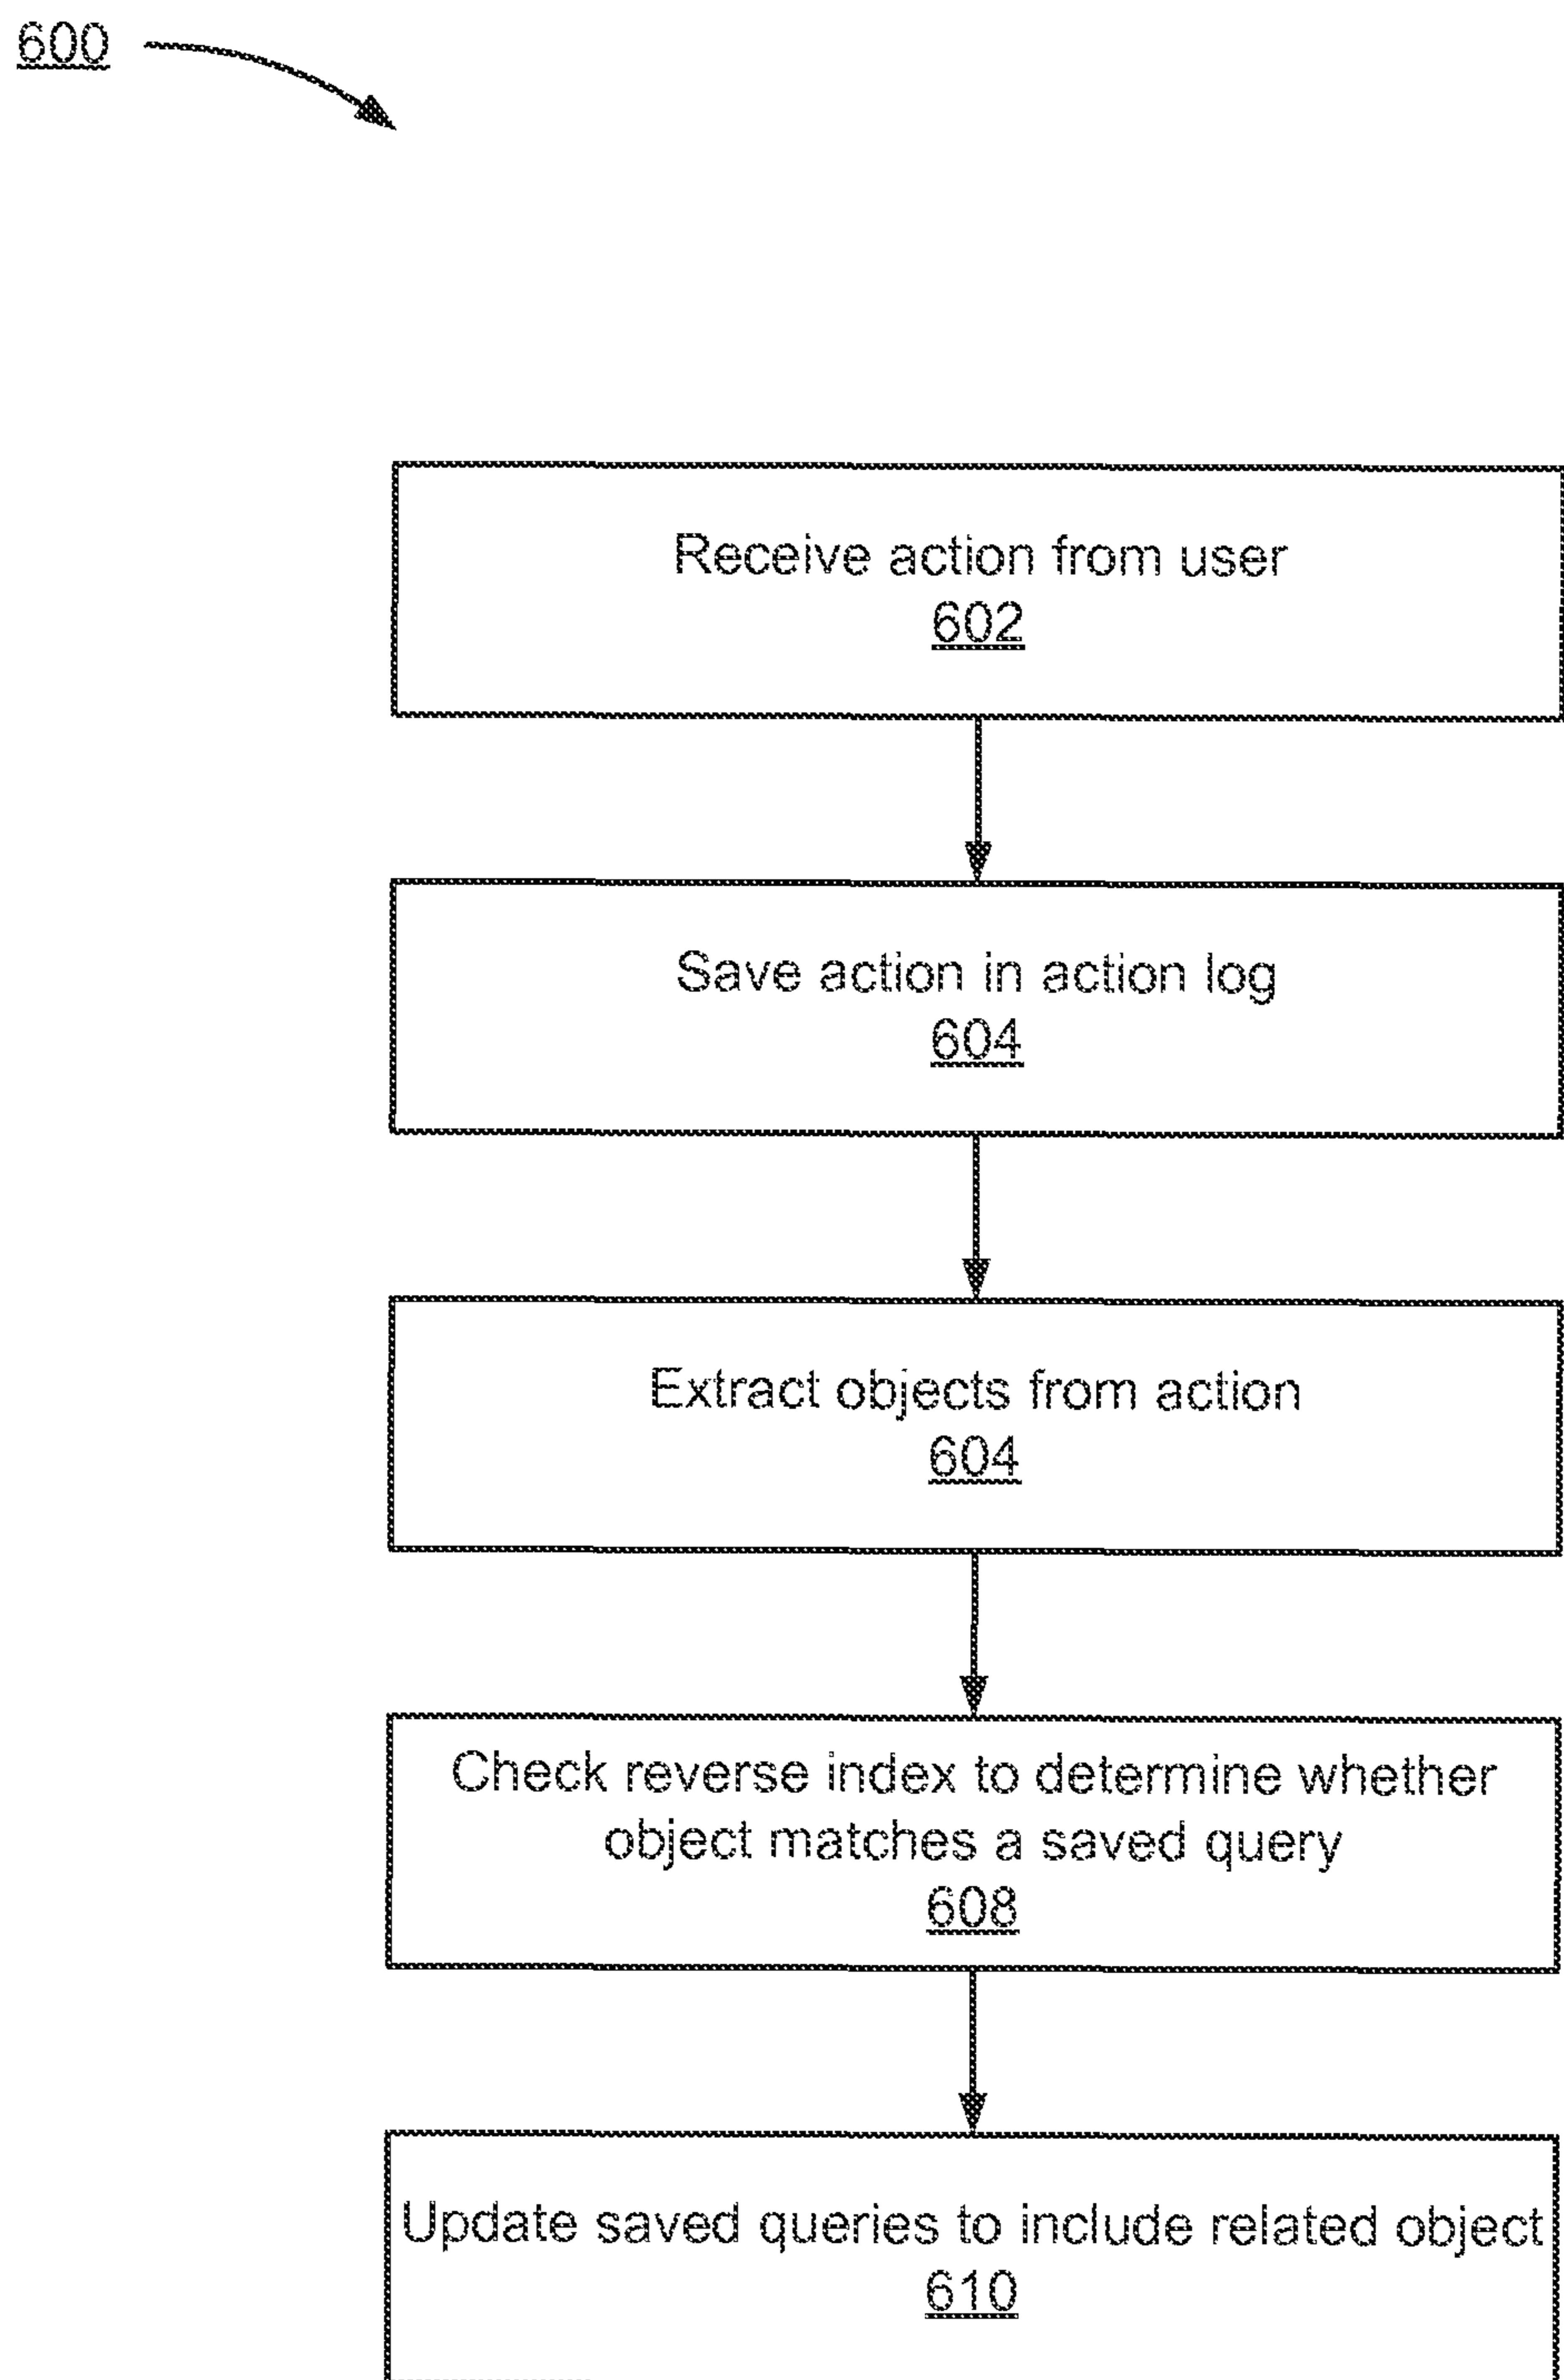 600
Receive action from user
602
Save action in action log
604
Extract objects from action
604
Check reverse index to determine whether
object matches a saved query
608
Update saved queries to include related object
610